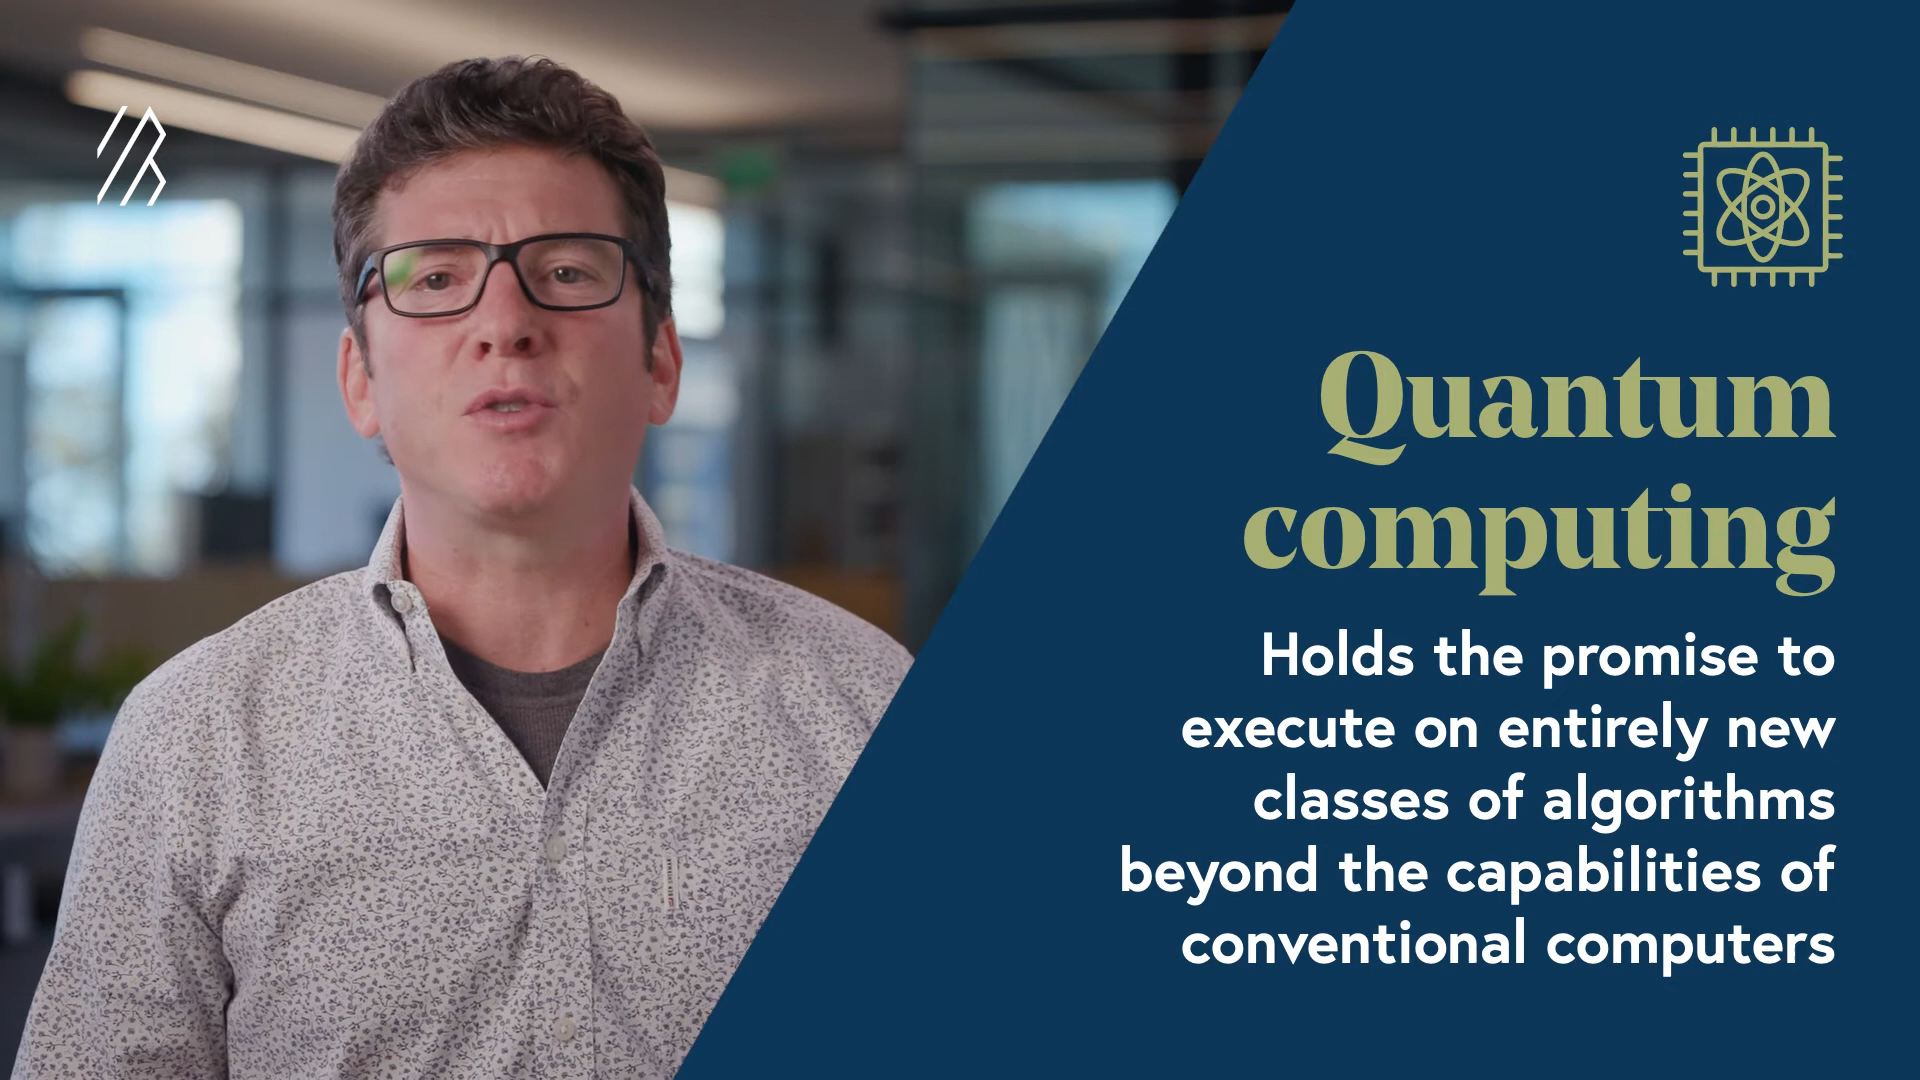 Quantum
computing
Holds the promise to
execute on entirely new
classes of algorithms
beyond the capabilities of
conventional computers